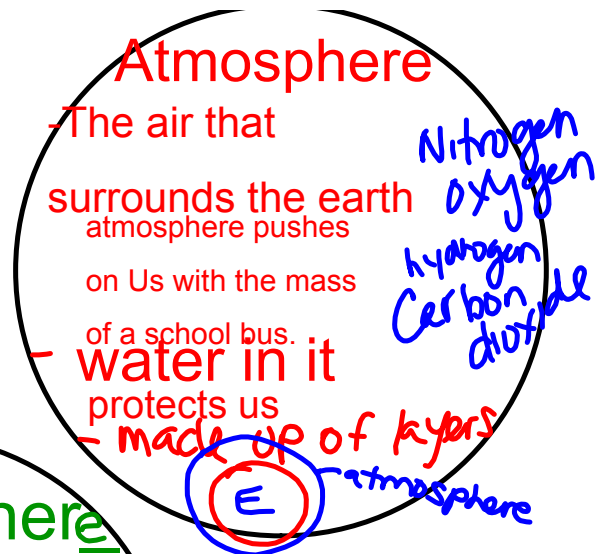 Atmosphere
-The air that
surrounds the earth
atmosphere pushes
on Us with the mass
of a school bus.
- water in it
protects us
- made up of layers
Nitrogen
oxygen
hydrogen
Carbon
dioxide
E
atmosphere
here